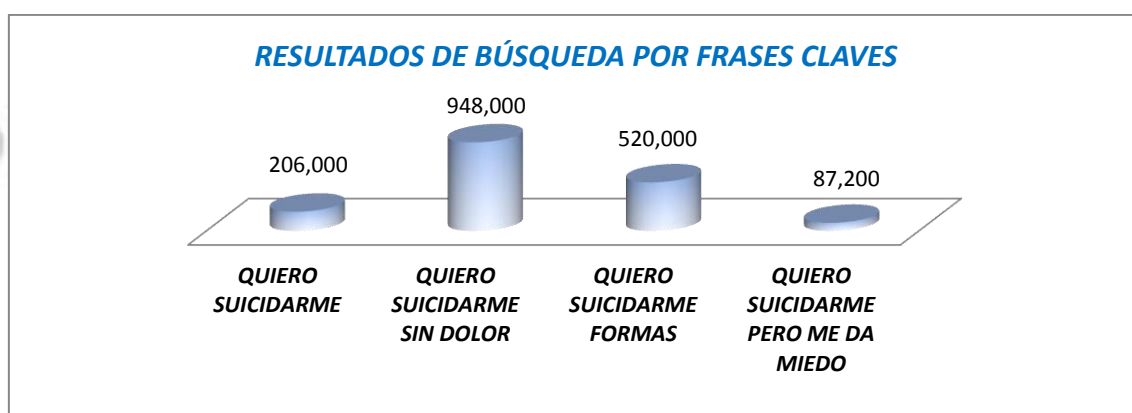 RESULTADOS DE BÚSQUEDA POR FRASES CLAVES
948,000
520,000
206,000
87,200
QUIERO
SUICIDARME
QUIERO
SUICIDARME
SIN DOLOR
QUIERO
SUICIDARME
FORMAS
QUIERO
SUICIDARME
PERO ME DA
MIEDO